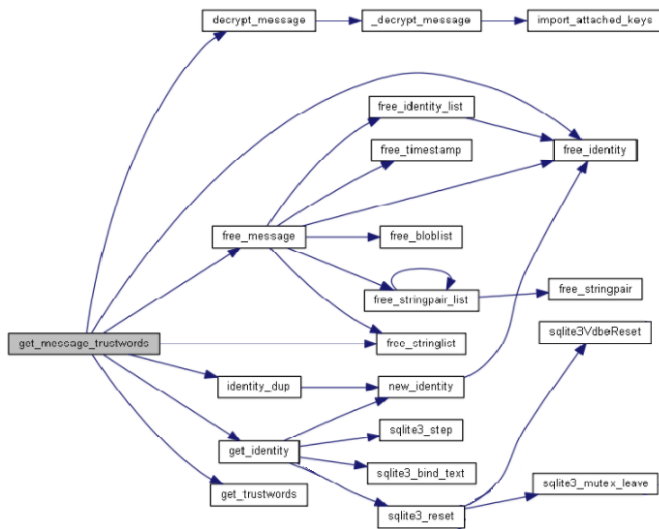 decrypt_message
_decrypt_message
import_attached_keys
free_identity_list
free_timestamp
free_identity
free_message
free_bloblist
free_stringpair_list
free_stringpair
sqlite3VdbeReset
get_message_trustwords
free_stringlist
identity_dup
new_identity
sqlite3_step
get_identity
sqlite3_bind_text
sqlite3_mutex_leave
get_trustwords
sqlite3_reset